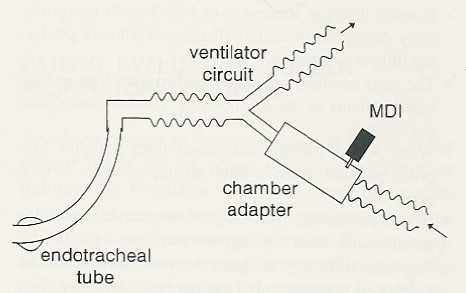 ventilator
circuit
MDI
chamber
adapter
endotracheal
tube